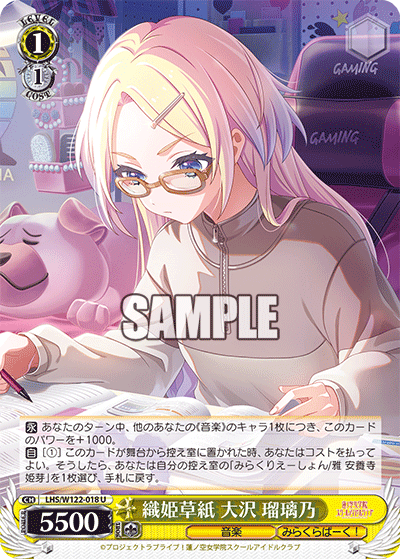 LEVEL
1
1
COST
GAMING
GAMING
SAMPLE
永 あなたのターン中、他のあなたの《音楽》のキャラ1枚につき、このカードの
パワーを+1000。
自 [①] このカードが舞台から控え室に置かれた時、あなたはコストを払って
よい。そうしたら、あなたは自分の控え室の「みらくりえーしょん/雅 安養寺
姫芽」を1枚選び、手札に戻す。
CH LHS/W122-018 U
5500
織姫草紙 大沢 瑠璃乃
音楽
みらくらぱーく!
©プロジェクトラブライブ!蓮ノ空女学院スクールアイドルクラブ